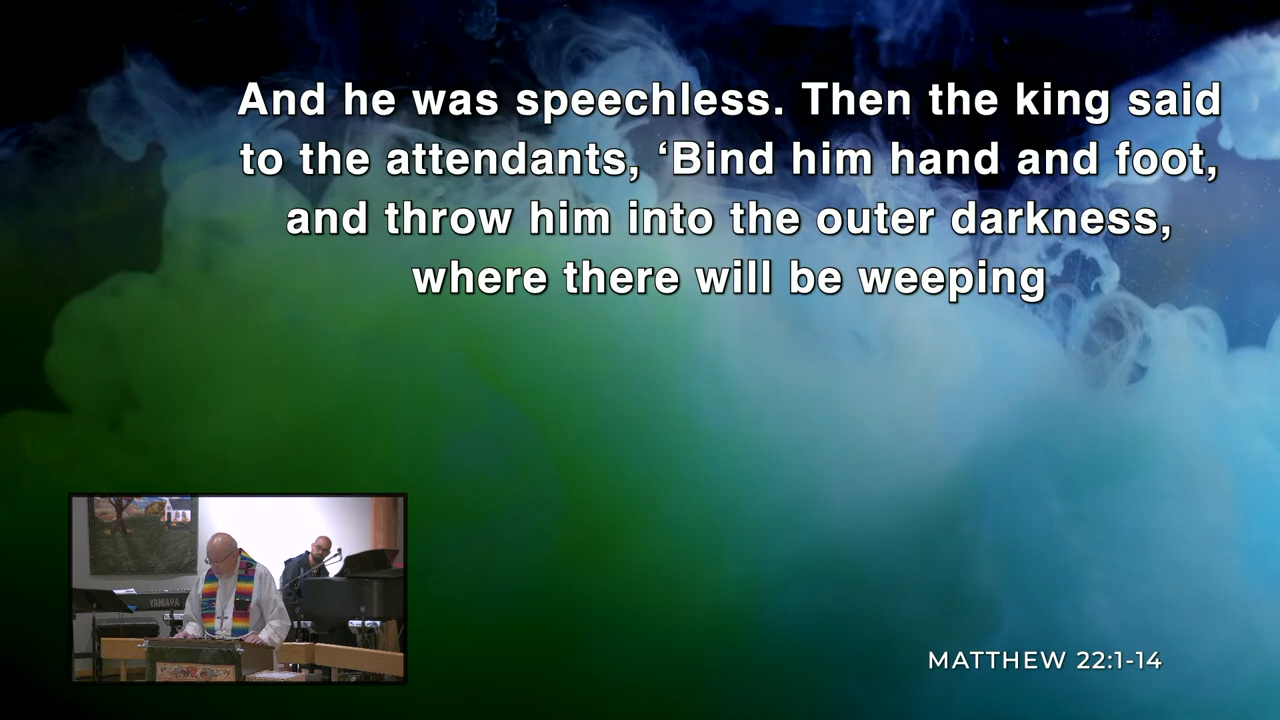 And he was speechless. Then the king said
to the attendants, ‘Bind him hand and foot,
and throw him into the outer darkness,
where there will be weeping
YAMAHA
MATTHEW 22:1-14